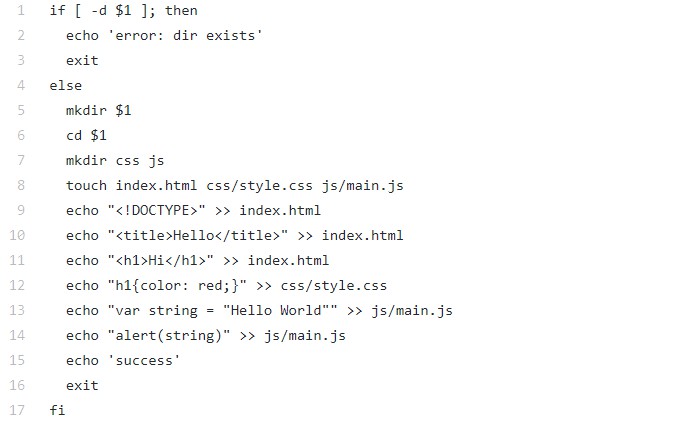 1 if [ -d $1 ]; then
2   echo 'error: dir exists'
3   exit
4 else
5   mkdir $1
6   cd $1
7   mkdir css js
8   touch index.html css/style.css js/main.js
9   echo "<!DOCTYPE>" >> index.html
10   echo "<title>Hello</title>" >> index.html
11   echo "<h1>Hi</h1>" >> index.html
12   echo "h1{color: red;}" >> css/style.css
13   echo "var string = "Hello World"" >> js/main.js
14   echo "alert(string)" >> js/main.js
15   echo 'success'
16   exit
17 fi